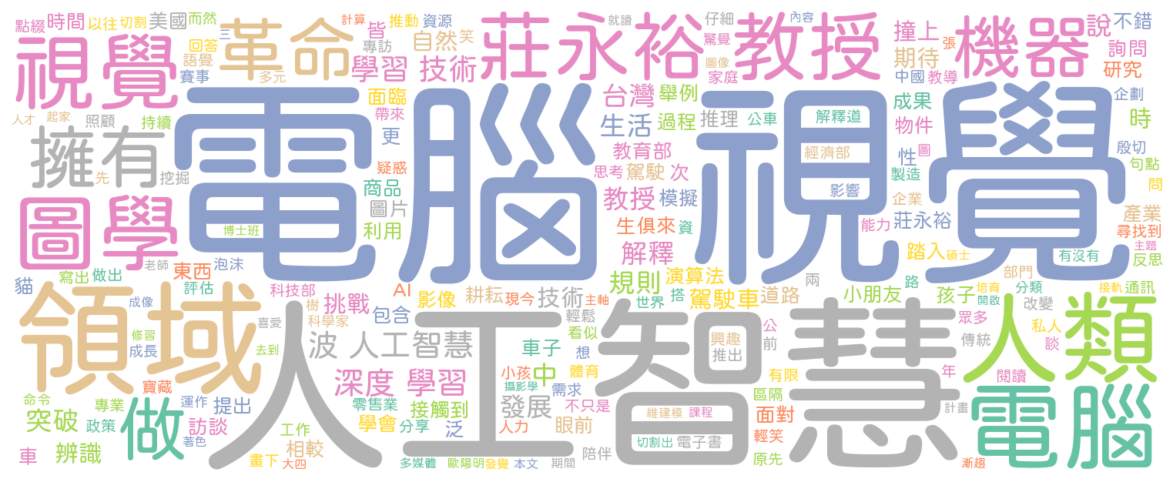 點綴 時間 以往 切割 美國 而然 計算 推動 資源 就讀 仔細 內容 撞上 張 說 不錯
視覺 革命 莊永裕 教授 機器
回答 三 皆 專訪 自然 笑 驚覺 期待 詢問
語覺 賽事 多元 學習 技術 圖像 家庭 中國 教導 研究
人才 起家 照顧 持續 面臨 帶來 台灣 舉例 成果 企劃
擁有 更 生活 過程 推理 公車 解釋道 物件 時
電腦視覺
先 挖掘 疑惑 教育部 思考 駕駛 次 經濟部 性 圖 殷切 句點
圖學 商品 圖片 教授 模擬 影響 製造 問
博士班 利用 生俱來 資 能力 企業 莊永裕 產業 尋找到
老師 解釋 踏入 碩士 有沒有 主題 反思
貓 寫出 做出 東西 泡沫 評估 科技部 AI 規則 演算法 兩 路 部門 分類 接軌 通訊
領域 成像 樹 挑戰 影像 耕耘 現今 技術 主軸 世界 搭 駕駛車 道路 小朋友 孩子 培育 開啟 改變
人工智慧 人類
喜愛 科學家 包含 輕鬆 看似 公 興趣 眾多 私人
修習 成長 去到 波 人工智慧 車子 想 推出 前 傳統 談
命令 寶藏 深度 學習 小孩 中 體育 有限 年 閱讀
突破 專業 運作 提出 零售業 攝影學 需求 區隔 計畫
政策 做 訪談 學會 接觸到 分享 發展 不只是 面對 維建模 課程 電腦
車 辨識 著色 工作 相較 泛 人力 眼前 輕笑 切割出 電子書
畫下 大四 多媒體 歐陽明 發覺 本文 期間 陪伴 原先 漸趨